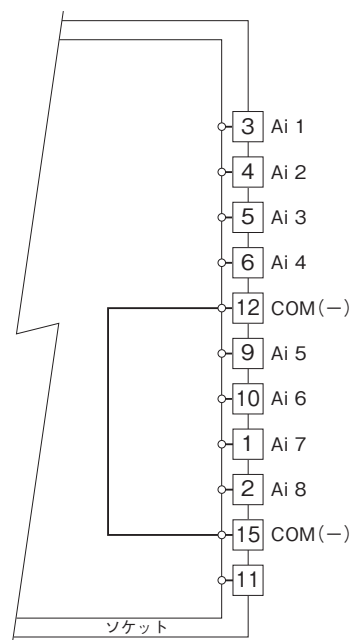 3 Ai 1
4 Ai 2
5 Ai 3
6 Ai 4
12 COM(−)
9 Ai 5
10 Ai 6
1 Ai 7
2 Ai 8
15 COM(−)
11
ソケット